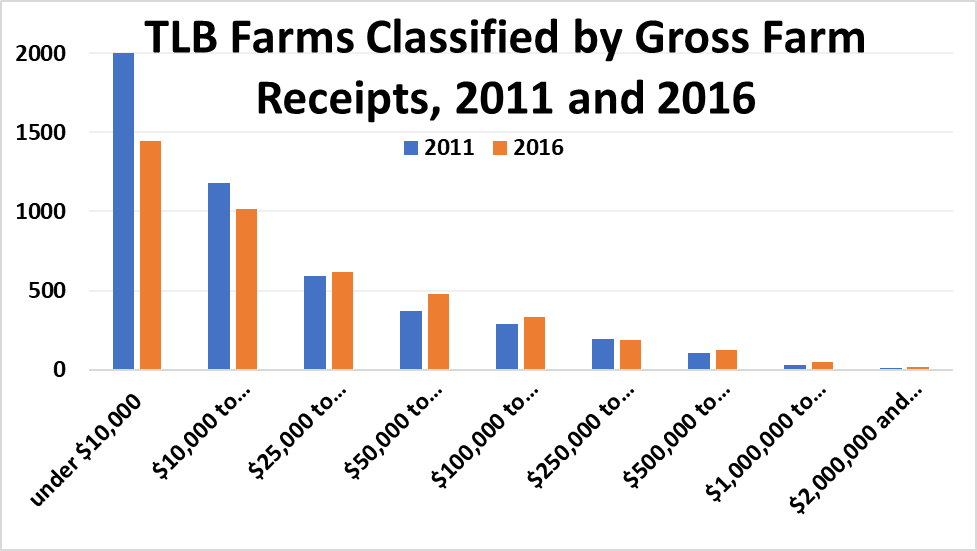 TLB Farms Classified by Gross Farm
Receipts, 2011 and 2016
2011 2016
2000
1500
1000
500
0
under $10,000
$10,000 to...
$25,000 to...
$50,000 to...
$100,000 to...
$250,000 to...
$500,000 to...
$1,000,000 to...
$2,000,000 and...